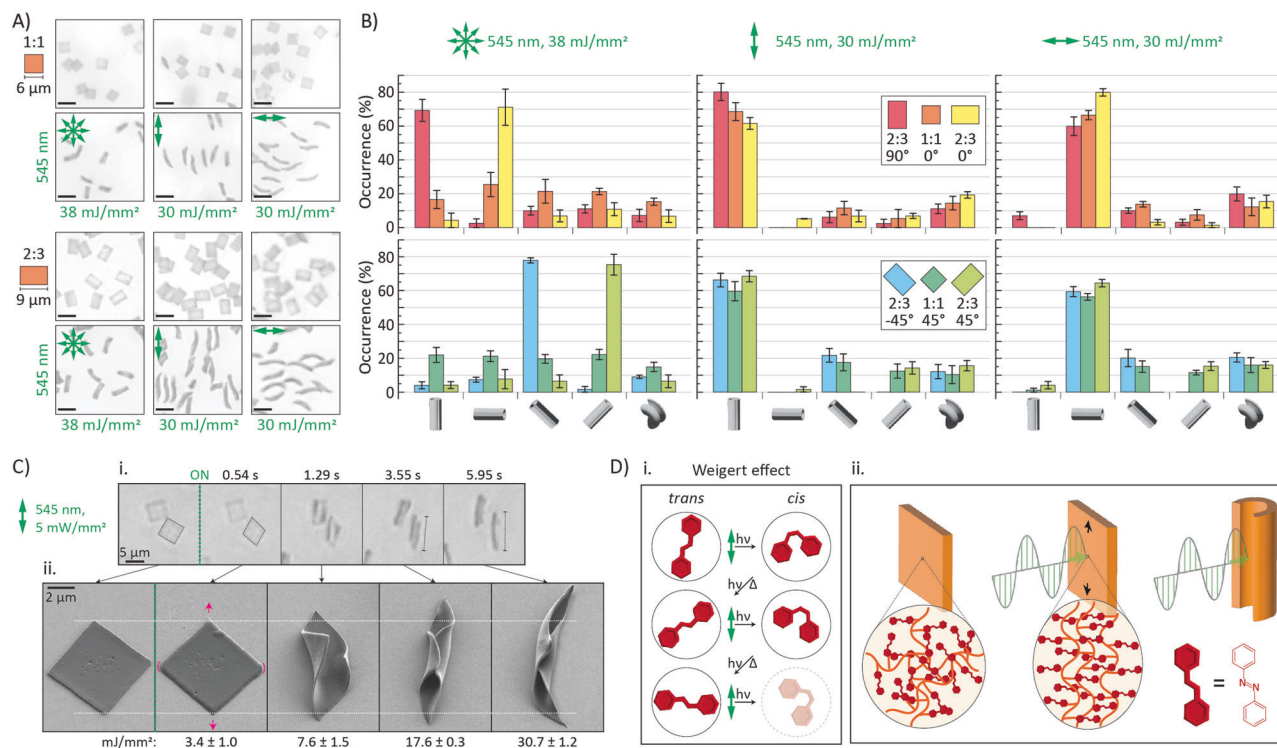 A)
1:1
6 µm
545 nm
38 mJ/mm² 30 mJ/mm² 30 mJ/mm²
2:3
9 µm
545 nm
38 mJ/mm² 30 mJ/mm² 30 mJ/mm²
B)
545 nm, 38 mJ/mm² 545 nm, 30 mJ/mm² 545 nm, 30 mJ/mm²
Occurrence (%)
80
60
40
20
0
2:3 1:1 2:3
90° 0° 0°
Occurrence (%)
80
60
40
20
0
2:3 1:1 2:3
-45° 45° 45°
C)
i.
ON 0.54 s 1.29 s 3.55 s 5.95 s
545 nm,
5 mW/mm²
5 µm
ii.
2 µm
mJ/mm²: 3.4 ± 1.0 7.6 ± 1.5 17.6 ± 0.3 30.7 ± 1.2
D)
i. Weigert effect
trans cis
hν
hν/Δ
hν
hν/Δ
hν
ii.
=
N=N